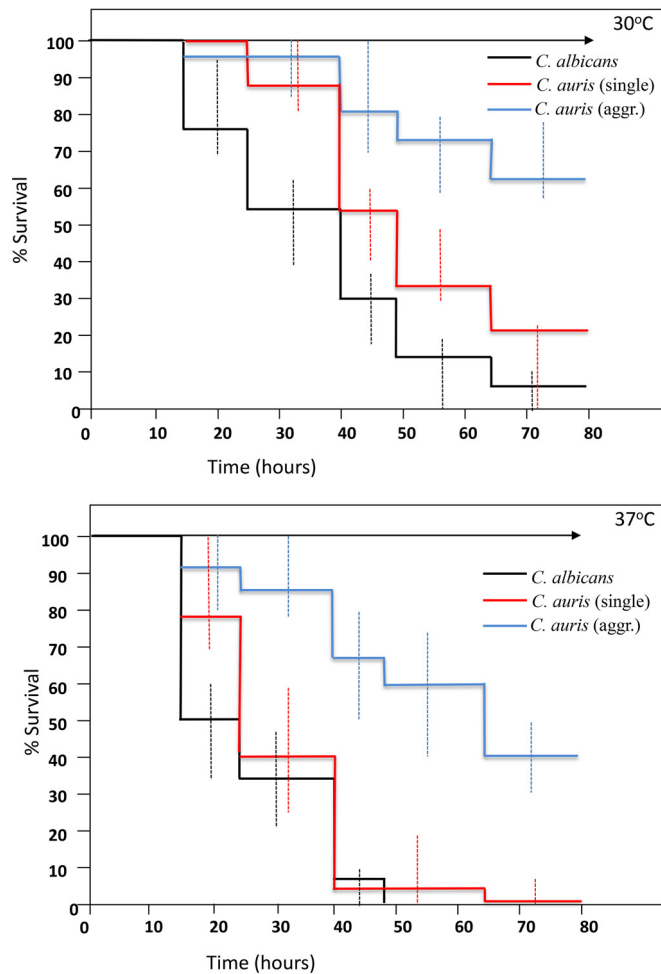 30°C
100
90
80
70
60
50
40
30
20
10
0
% Survival
C. albicans
C. auris (single)
C. auris (aggr.)
0 10 20 30 40 50 60 70 80
Time (hours)
37°C
100
90
80
70
60
50
40
30
20
10
0
% Survival
C. albicans
C. auris (single)
C. auris (aggr.)
0 10 20 30 40 50 60 70 80
Time (hours)